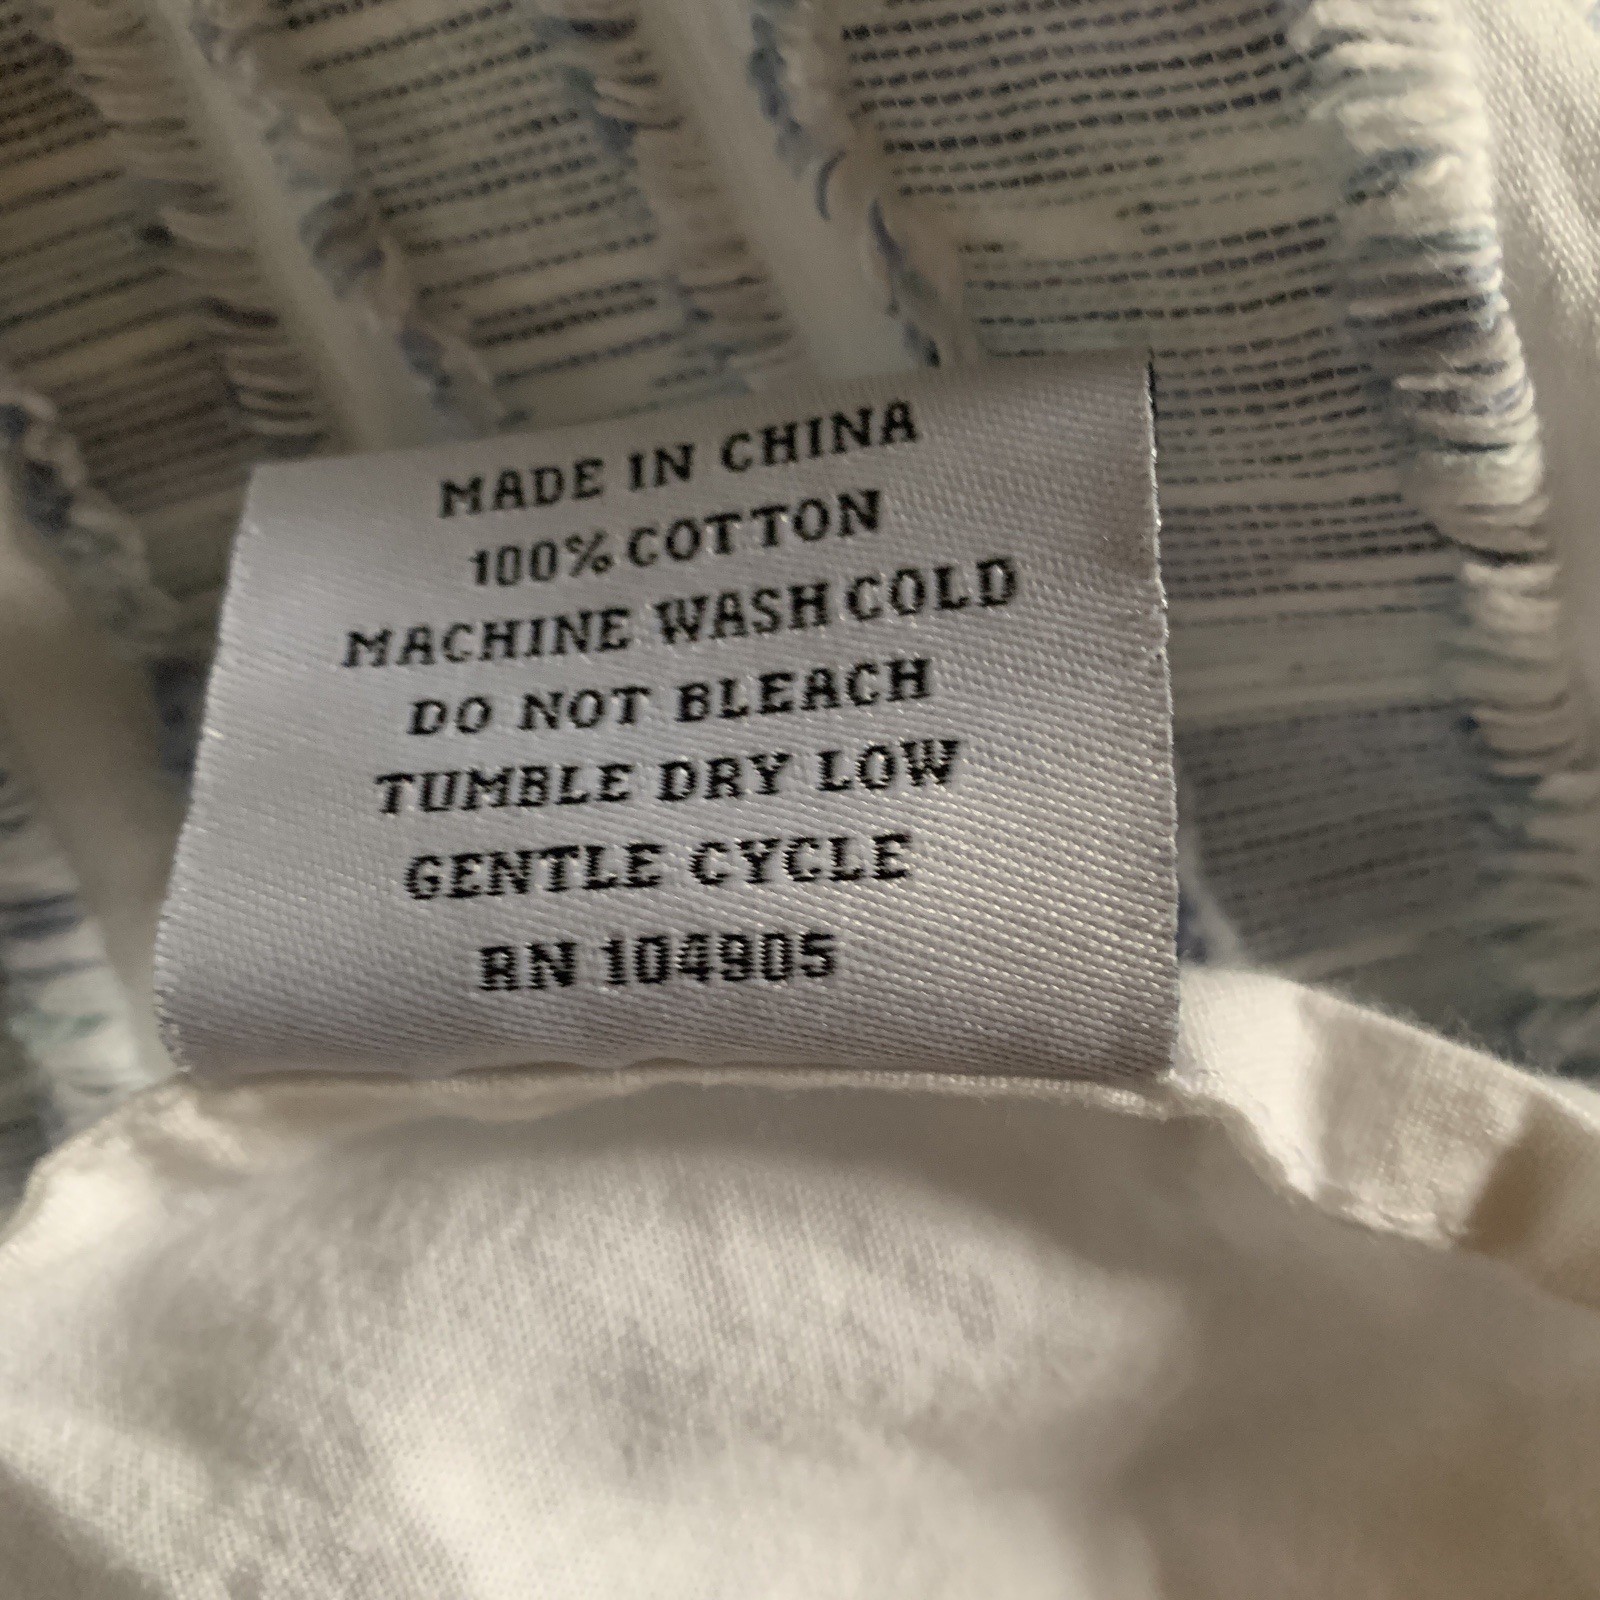 MADE IN CHINA
100% COTTON
MACHINE WASH COLD
DO NOT BLEACH
TUMBLE DRY LOW
GENTLE CYCLE
RN 104905